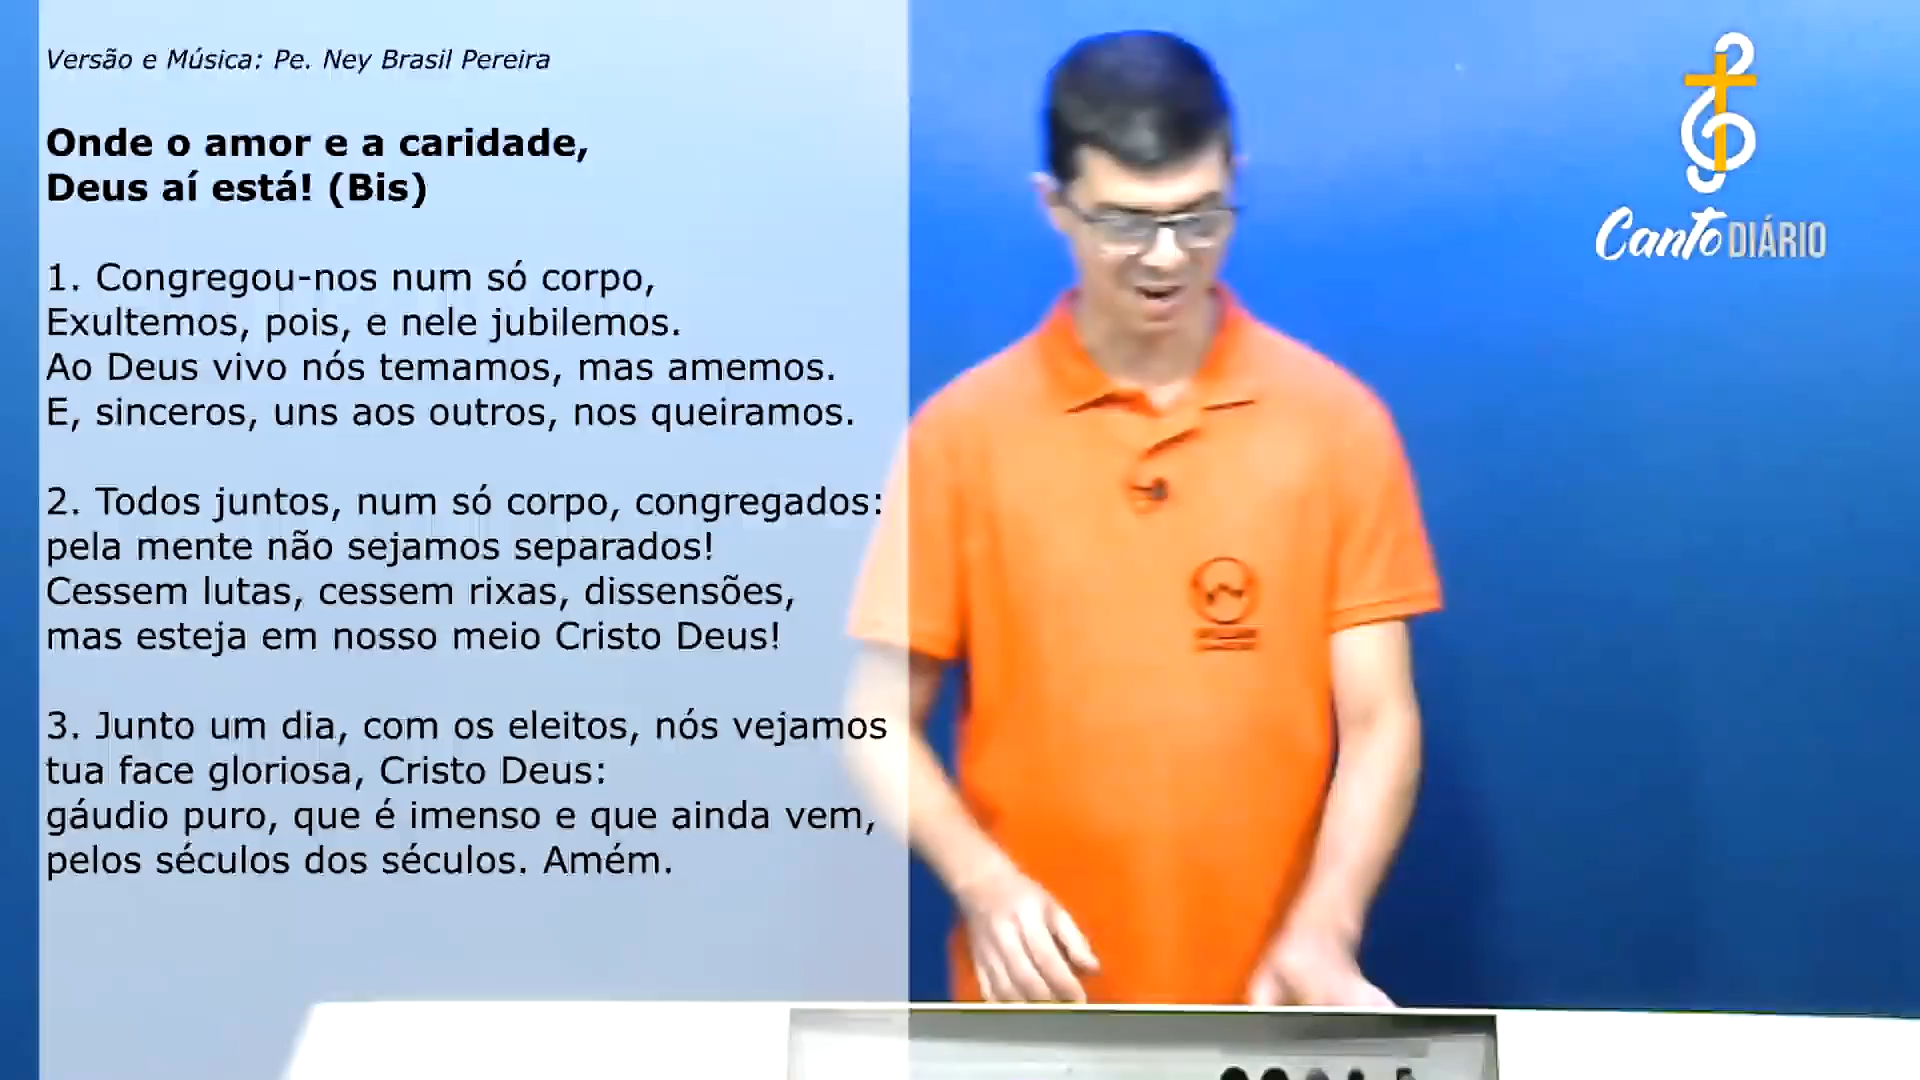 Versão e Música: Pe. Ney Brasil Pereira
Onde o amor e a caridade,
Deus aí está! (Bis)
1. Congregou-nos num só corpo,
Exultemos, pois, e nele jubilemos.
Ao Deus vivo nós temamos, mas amemos.
E, sinceros, uns aos outros, nos queiramos.
2. Todos juntos, num só corpo, congregados:
pela mente não sejamos separados!
Cessem lutas, cessem rixas, dissensões,
mas esteja em nosso meio Cristo Deus!
3. Junto um dia, com os eleitos, nós vejamos
tua face gloriosa, Cristo Deus:
gáudio puro, que é imenso e que ainda vem,
pelos séculos dos séculos. Amém.
Canto DIÁRIO